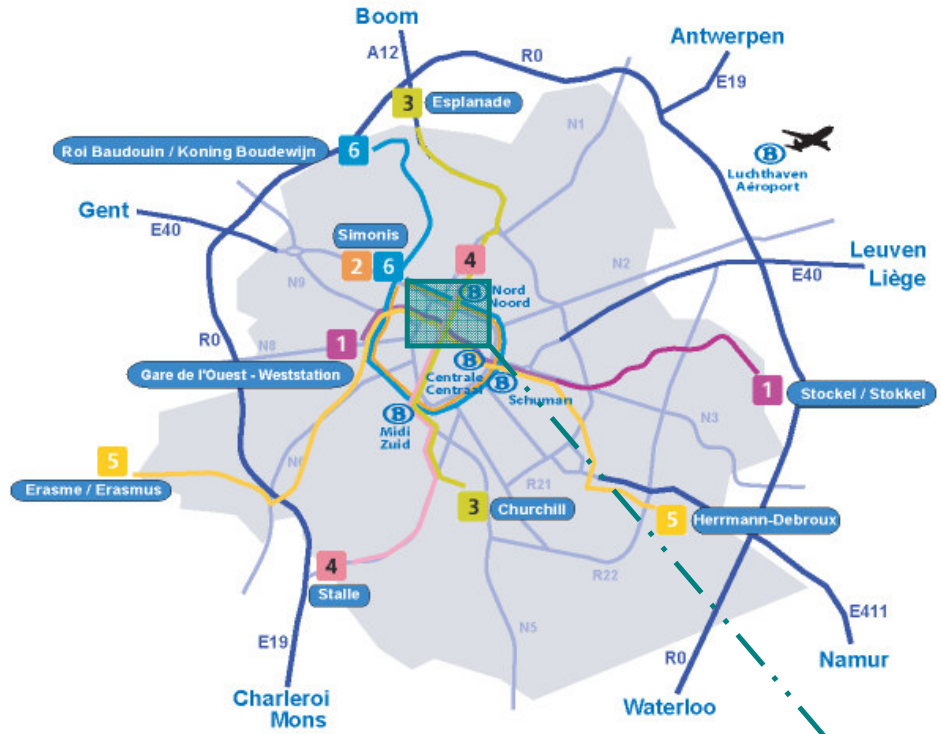 Boom
A12
R0
Antwerpen
E19
3 Esplanade
N1
Roi Baudouin / Koning Boudewijn 6
B
Luchthaven
Aéroport
Gent
E40
Simonis
2 6
4
N9
N2
B Nord
Noord
Leuven
Liège
E40
R0
N8
1
Gare de l'Ouest - Weststation
B
Centrale
Centraal
B
Schuman
1
Stockel / Stokkel
B
Midi
Zuid
N3
5
Erasme / Erasmus
N6
R21
3 Churchill
5 Herrmann-Debroux
4
Stalle
R22
N5
E19
E411
R0
Namur
Charleroi
Mons
Waterloo